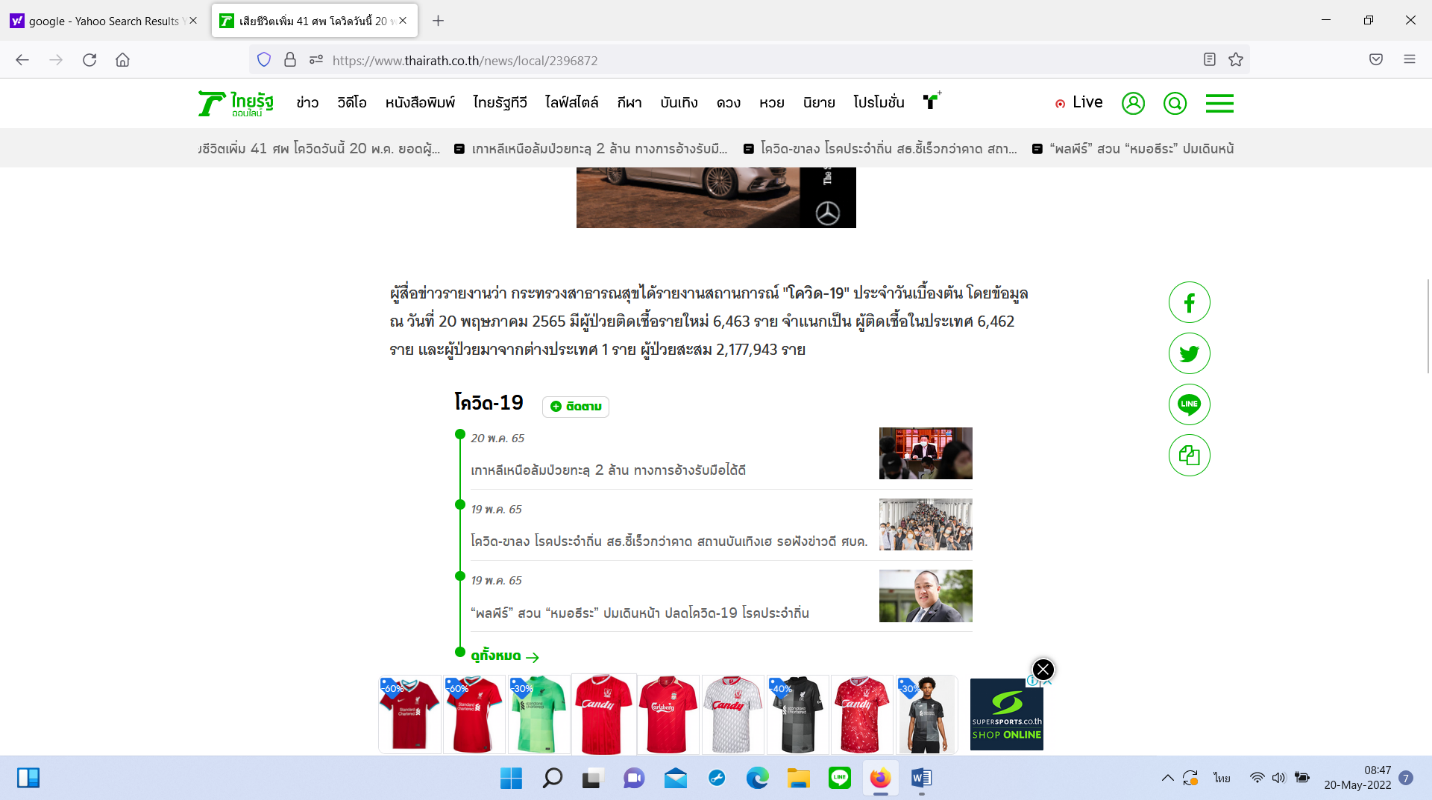 google - Yahoo Search Results
เสียชีวิตเพิ่ม 41 ศพ โควิดวันนี้ 20
https://www.thairath.co.th/news/local/2396872
ไทยรัฐ
ออนไลน์
ข่าว วิดีโอ หนังสือพิมพ์ ไทยรัฐทีวี ไลฟ์สไตล์ กีฬา บันเทิง ดวง หวย นิยาย โปรโมชั่น Live
ชีวิตเพิ่ม 41 ศพ โควิดวันนี้ 20 พ.ค. ยอดผู้... เกาหลีเหนือล้มป่วยทะลุ 2 ล้าน ทางการอ้างรับมื... โควิด-ขาลง โรคประจำถิ่น สธ.ชี้เร็วกว่าคาด สถา... “พลพีร์” สวน “หมอธีระ” ปมเดินหน้
The S
ผู้สื่อข่าวรายงานว่า กระทรวงสาธารณสุขได้รายงานสถานการณ์ "โควิด-19" ประจำวันเบื้องต้น โดยข้อมูล
ณ วันที่ 20 พฤษภาคม 2565 มีผู้ป่วยติดเชื้อรายใหม่ 6,463 ราย จำแนกเป็น ผู้ติดเชื้อในประเทศ 6,462
ราย และผู้ป่วยมาจากต่างประเทศ 1 ราย ผู้ป่วยสะสม 2,177,943 ราย
LINE
โควิด-19 ติดตาม
20 พ.ค. 65
เกาหลีเหนือล้มป่วยทะลุ 2 ล้าน ทางการอ้างรับมือได้ดี
19 พ.ค. 65
โควิด-ขาลง โรคประจำถิ่น สธ.ชี้เร็วกว่าคาด สถานบันเทิงเฮ รอฟังข่าวดี ศบค.
19 พ.ค. 65
“พลพีร์” สวน “หมอธีระ” ปมเดินหน้า ปลดโควิด-19 โรคประจำถิ่น
ดูทั้งหมด
-60% -60% -30% -40% -30%
Candy Carlsberg Candy Candy
SUPERSPORTS.co.th
SHOP ONLINE
ไทย
08:47
20-May-2022
7